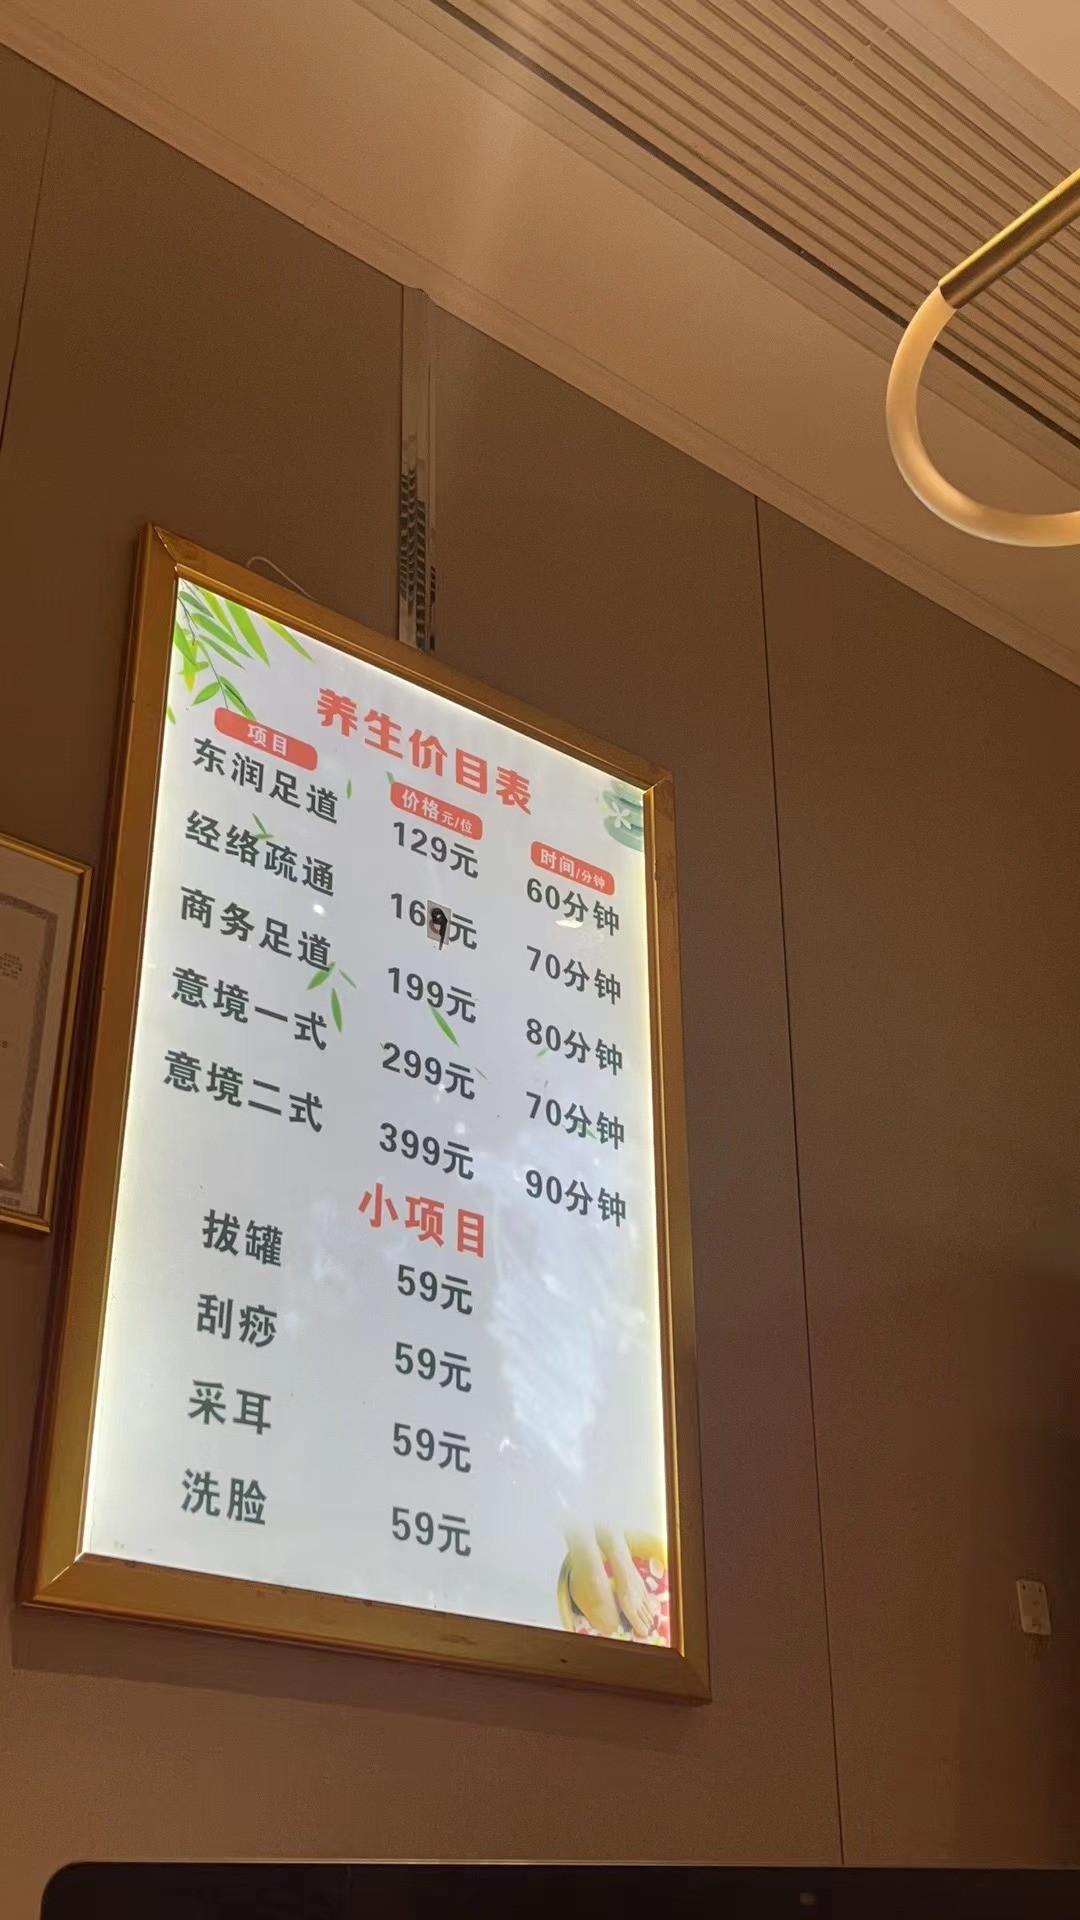 养生价目表
项目 价格元/位 时间/分钟
东润足道 129元 60分钟
经络疏通 169元 70分钟
商务足道 199元 80分钟
意境一式 299元 70分钟
意境二式 399元 90分钟
小项目
拔罐 59元
刮痧 59元
采耳 59元
洗脸 59元